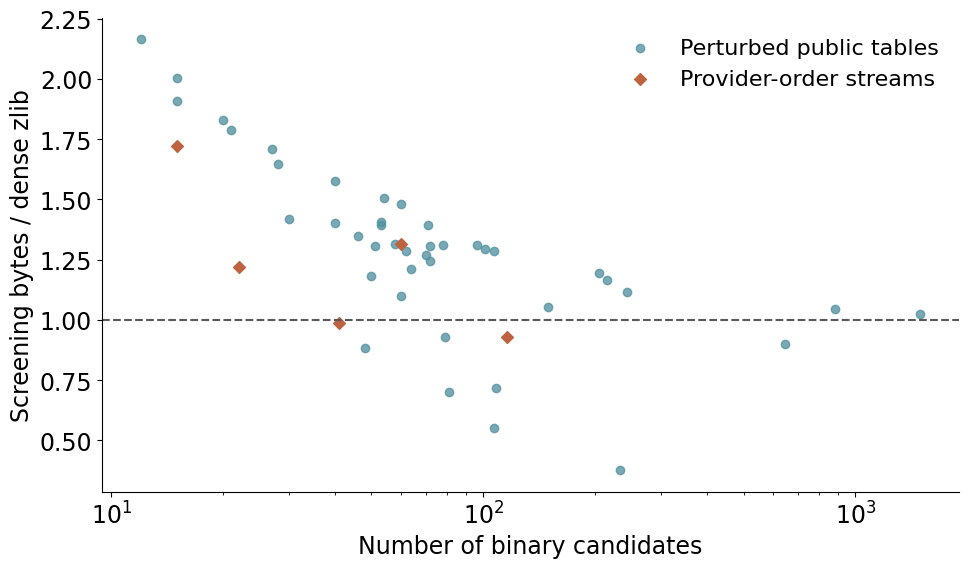 Screening bytes / dense zlib
2.25
2.00
1.75
1.50
1.25
1.00
0.75
0.50
Perturbed public tables
Provider-order streams
10¹ 10² 10³
Number of binary candidates